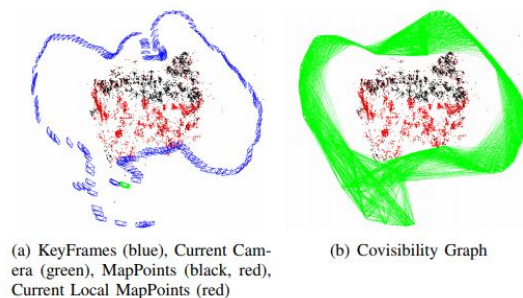 (a) KeyFrames (blue), Current Cam-
era (green), MapPoints (black, red),
Current Local MapPoints (red)
(b) Covisibility Graph